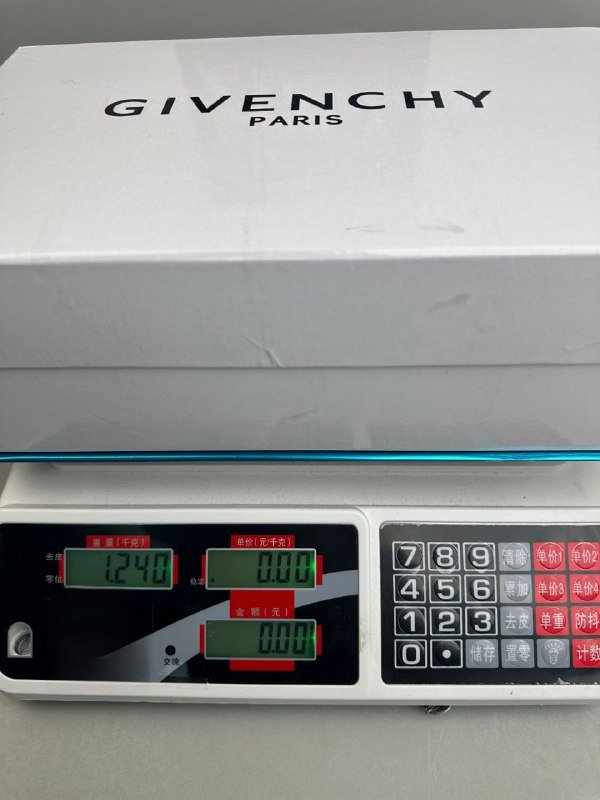 GIVENCHY
PARIS
重量(千克)
单价(元/千克)
去皮
零位
1.240
稳定
0.00
金额(元)
0.00
交流
7 8 9 清除 单价1 单价2
4 5 6 累加 单价3 单价4
1 2 3 去皮 单重 防抖
0 • 储存 置零 计数